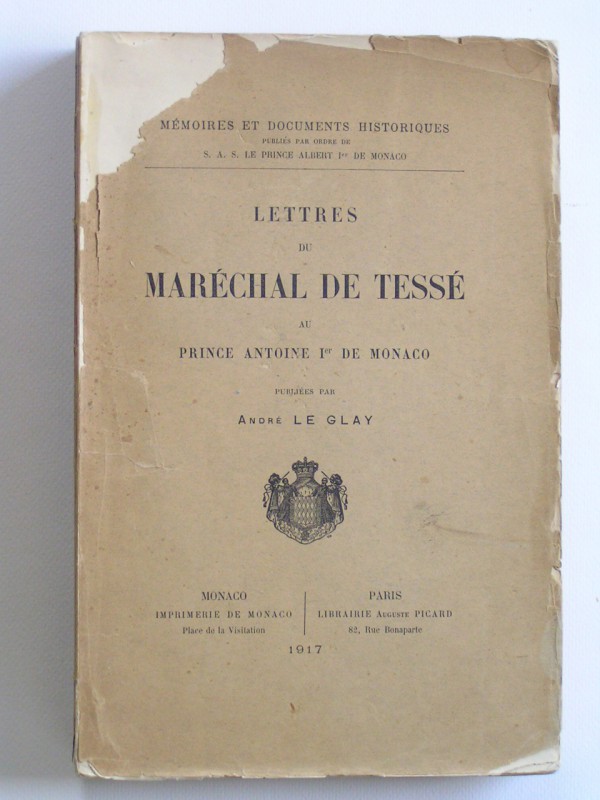 MÉMOIRES ET DOCUMENTS HISTORIQUES
PUBLIÉS PAR ORDRE DE
S. A. S. LE PRINCE ALBERT Ier DE MONACO
LETTRES
DU
MARÉCHAL DE TESSÉ
AU
PRINCE ANTOINE Ier DE MONACO
PUBLIÉES PAR
ANDRÉ LE GLAY
MONACO
IMPRIMERIE DE MONACO
Place de la Visitation
PARIS
LIBRAIRIE AUGUSTE PICARD
82, Rue Bonaparte
1917